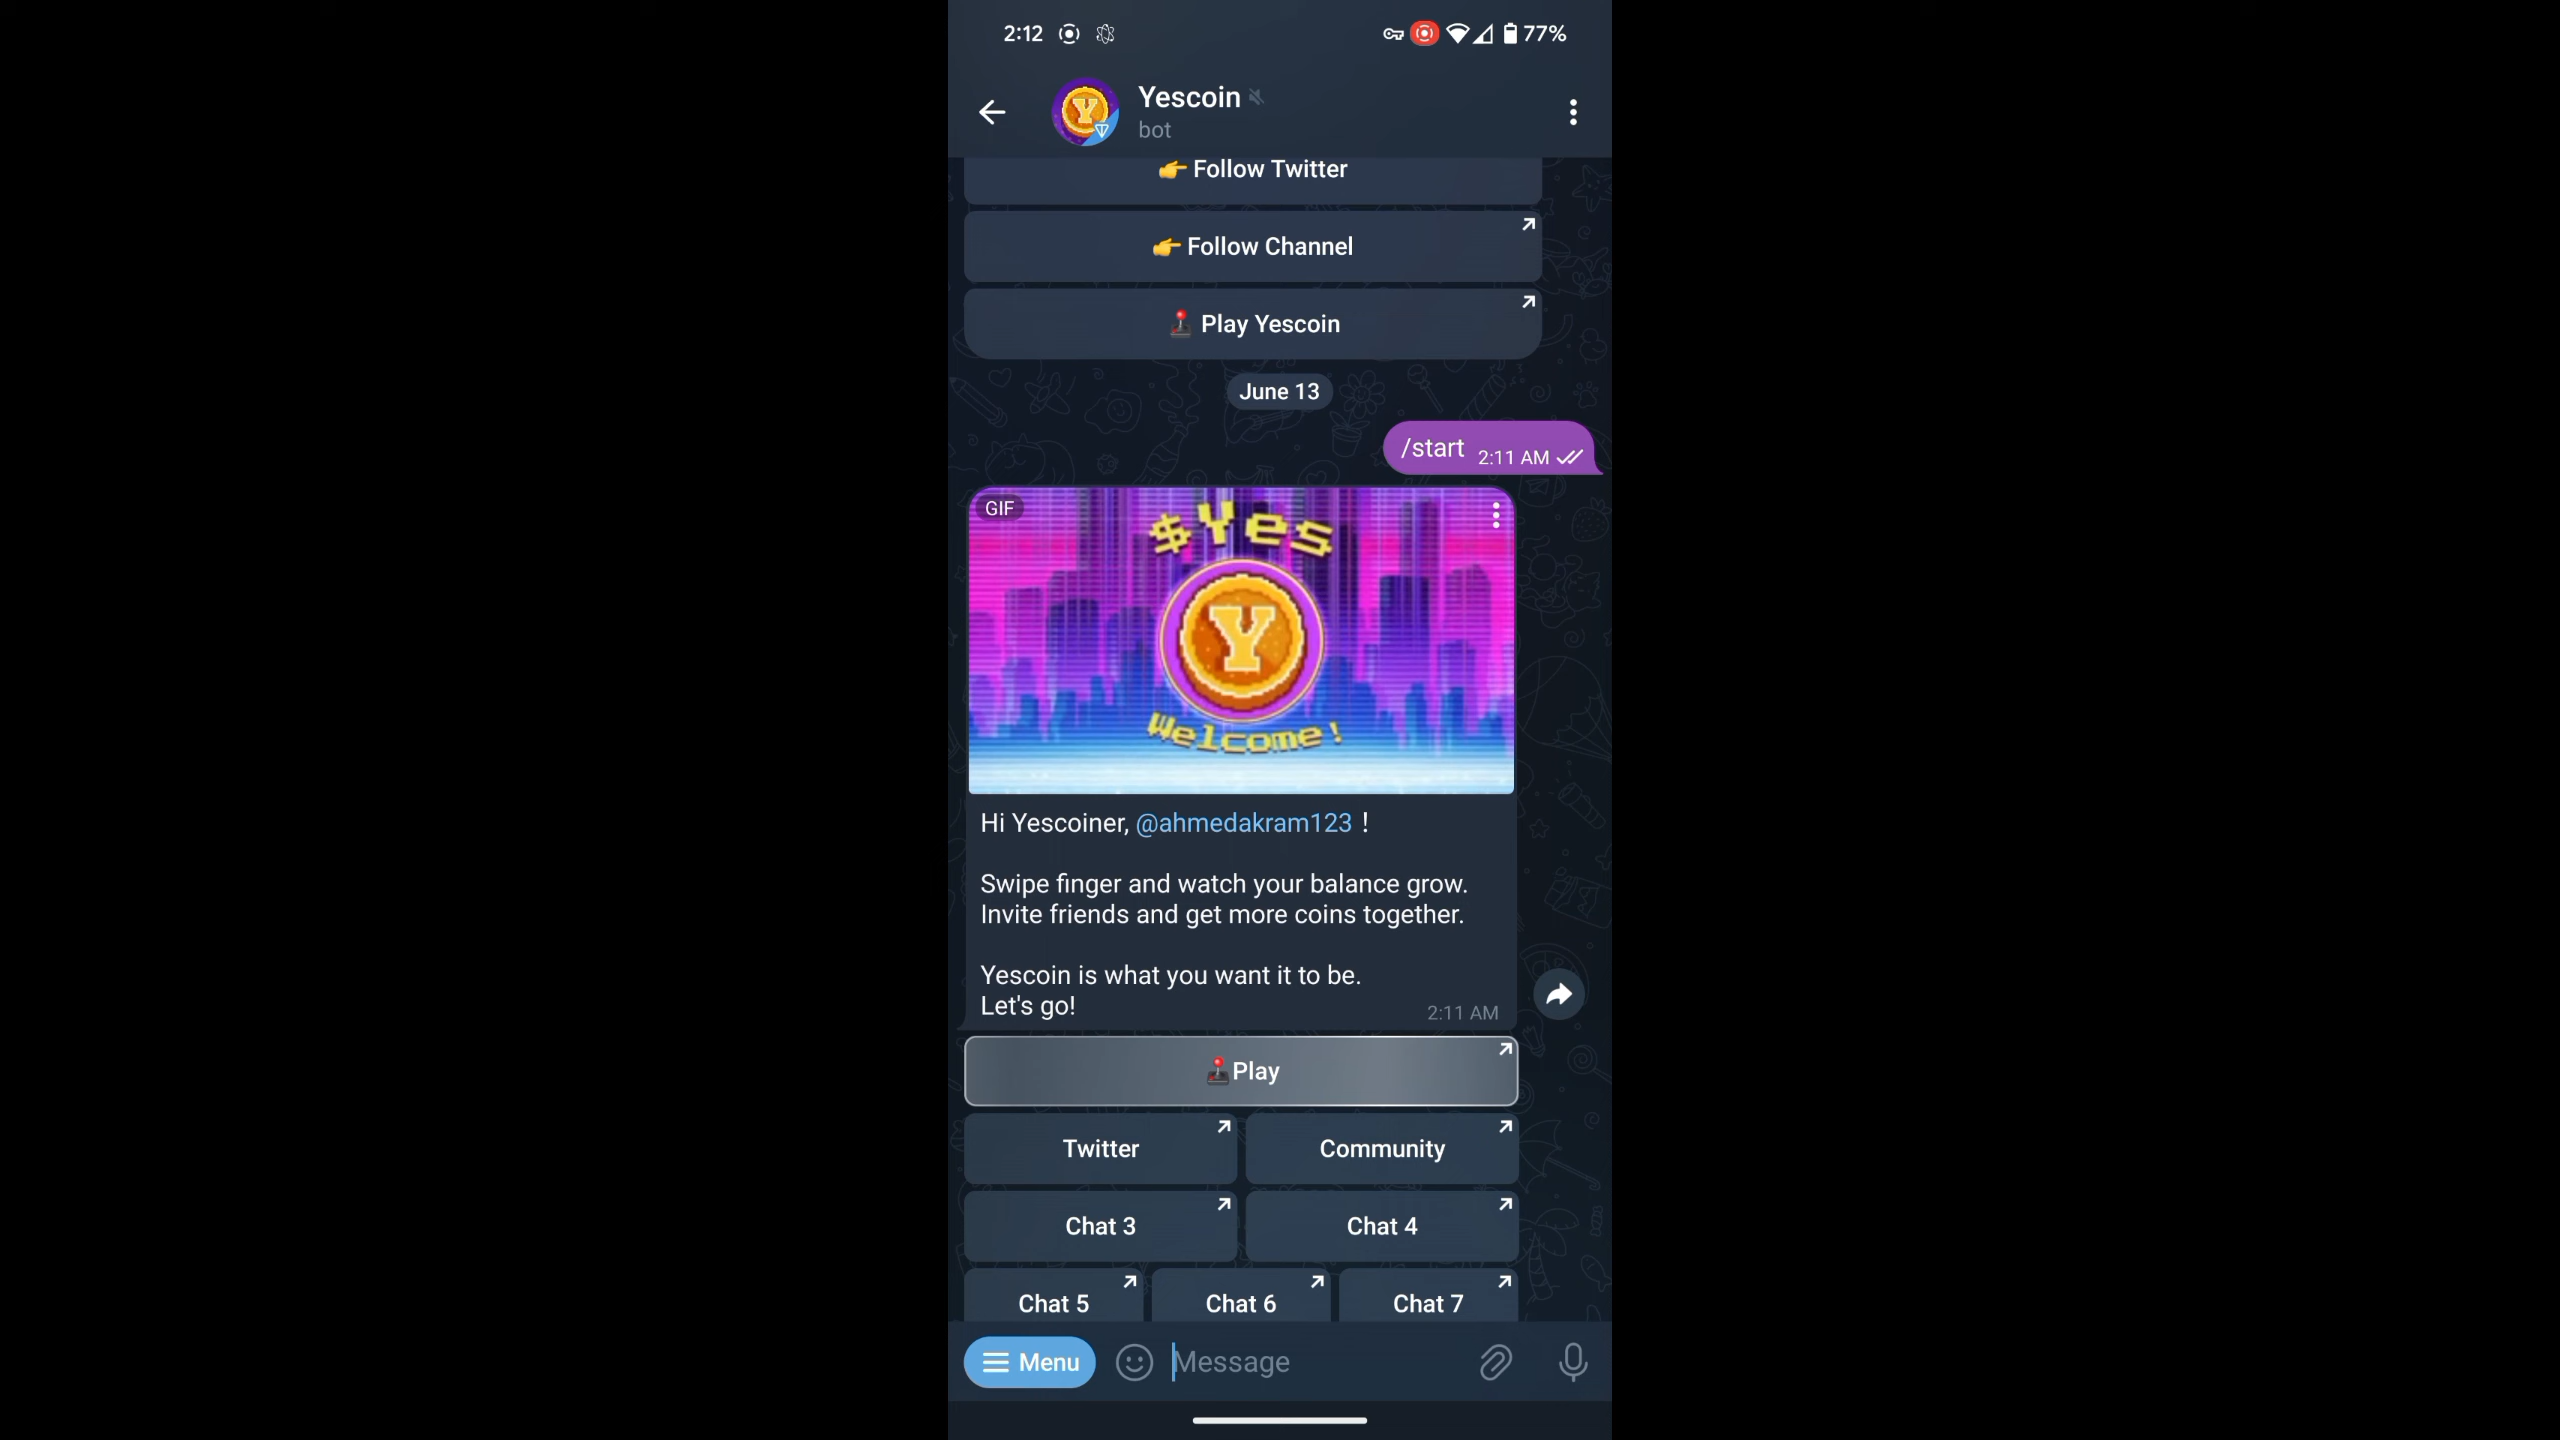 2:12
77%
Yescoin
bot
👉 Follow Twitter
👉 Follow Channel
🕹️ Play Yescoin
June 13
/start 2:11 AM
GIF
$Yes
Y
Welcome!
Hi Yescoiner, @ahmedakram123 !
Swipe finger and watch your balance grow.
Invite friends and get more coins together.
Yescoin is what you want it to be.
Let's go!
2:11 AM
🕹️Play
Twitter
Community
Chat 3
Chat 4
Chat 5
Chat 6
Chat 7
Menu
Message